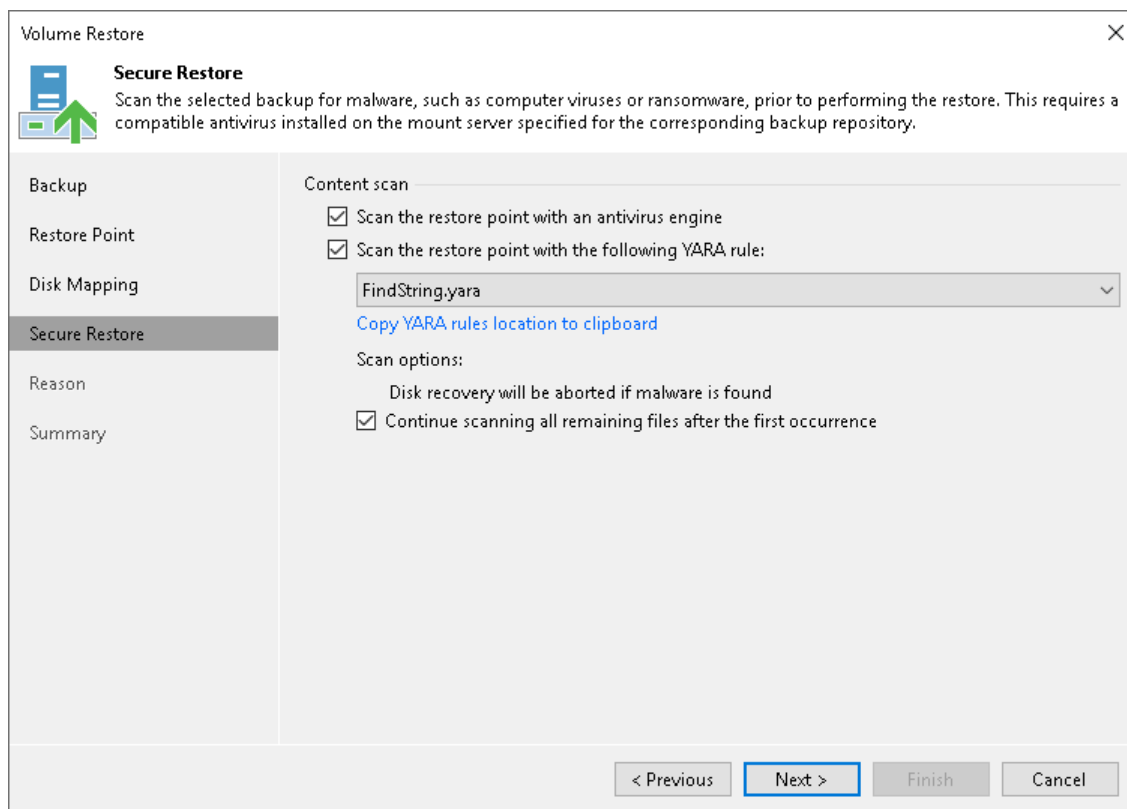 Volume Restore
Secure Restore
Scan the selected backup for malware, such as computer viruses or ransomware, prior to performing the restore. This requires a
compatible antivirus installed on the mount server specified for the corresponding backup repository.
Backup
Restore Point
Disk Mapping
Secure Restore
Reason
Summary
Content scan
Scan the restore point with an antivirus engine
Scan the restore point with the following YARA rule:
FindString.yara
Copy YARA rules location to clipboard
Scan options:
Disk recovery will be aborted if malware is found
Continue scanning all remaining files after the first occurrence
< Previous
Next >
Finish
Cancel